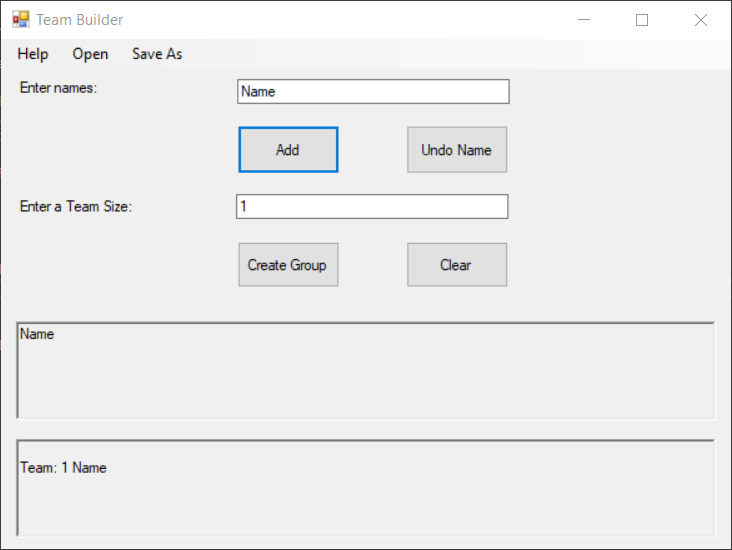 Team Builder
Help Open Save As
Enter names: Name
Add Undo Name
Enter a Team Size: 1
Create Group Clear
Name
Team: 1 Name